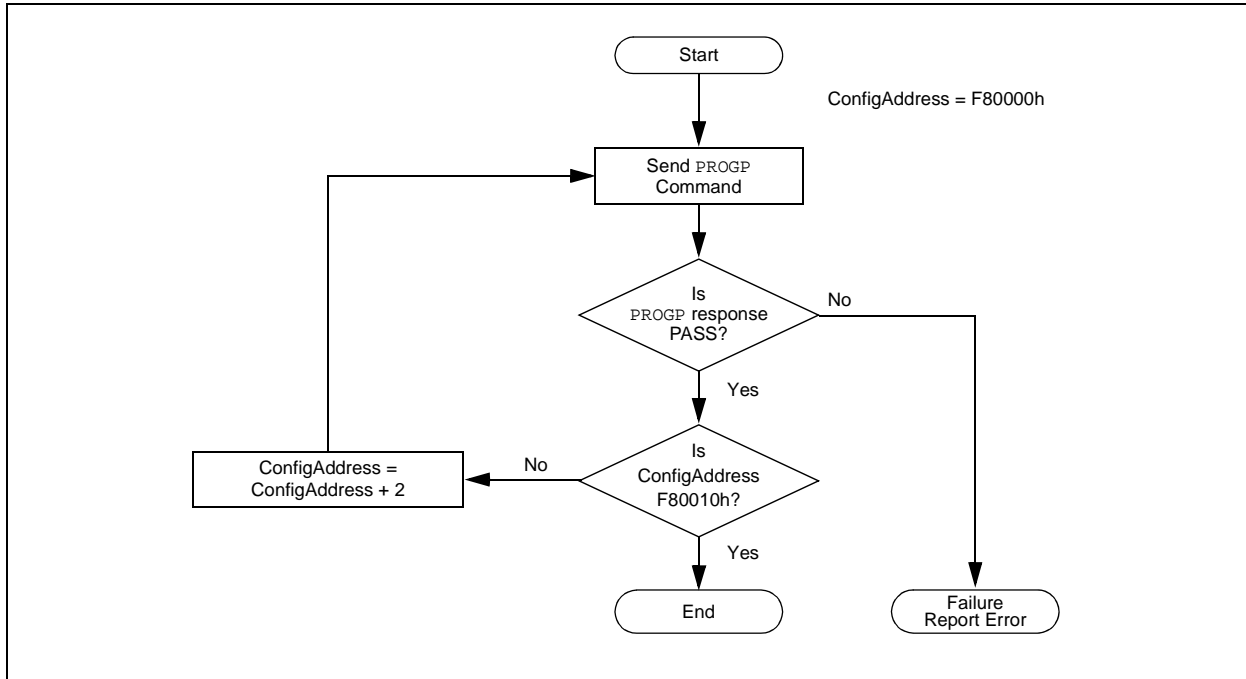 Start
ConfigAddress = F80000h
Send PROGP
Command
Is
PROGP response
PASS?
No
Yes
Is
ConfigAddress
F80010h?
No
ConfigAddress =
ConfigAddress + 2
Yes
End
Failure
Report Error